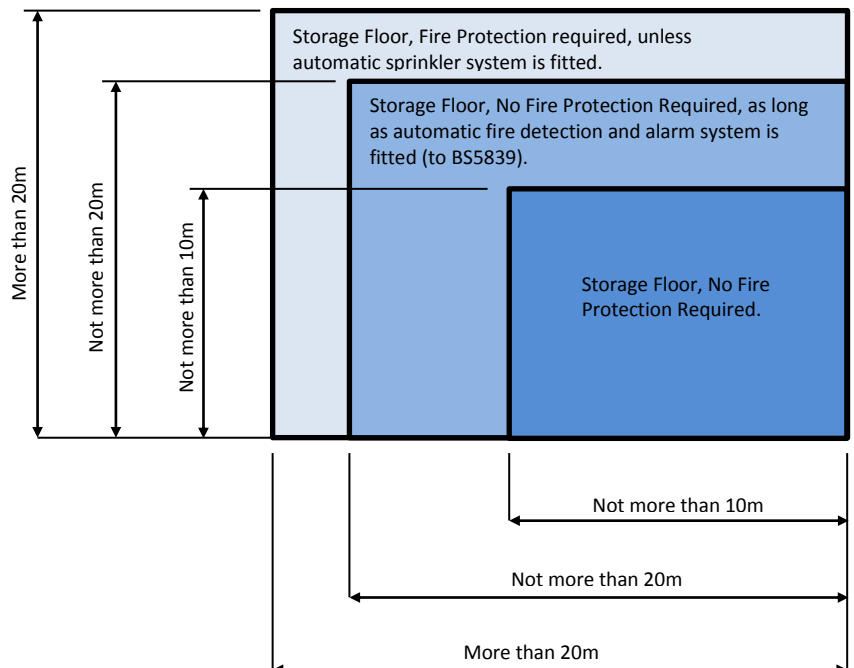 Storage Floor, Fire Protection required, unless
automatic sprinkler system is fitted.
Storage Floor, No Fire Protection Required, as long
as automatic fire detection and alarm system is
fitted (to BS5839).
Storage Floor, No Fire
Protection Required.
More than 20m
Not more than 20m
Not more than 10m
Not more than 10m
Not more than 20m
More than 20m